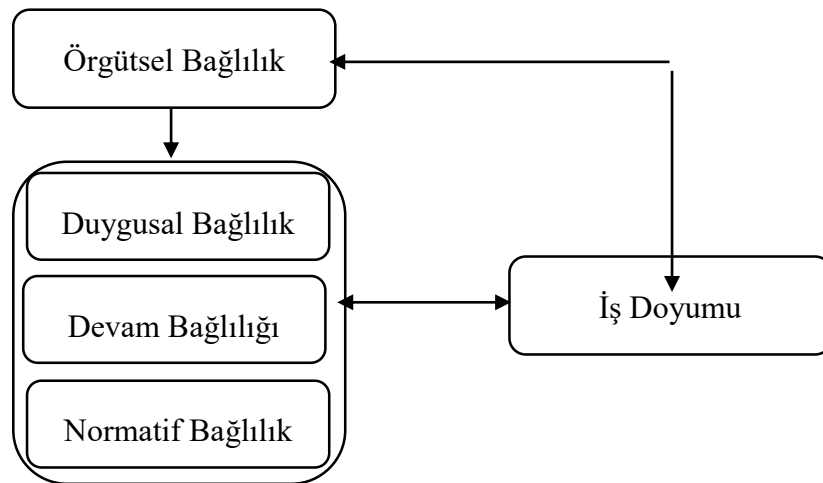 Örgütsel Bağlılık
Duygusal Bağlılık
Devam Bağlılığı
İş Doyumu
Normatif Bağlılık